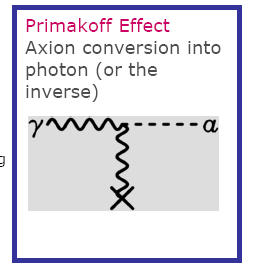 Primakoff Effect
Axion conversion into
photon (or the
inverse)
g
γ a